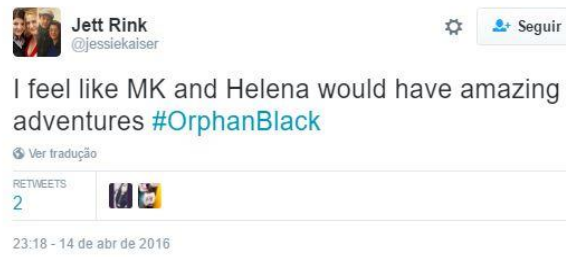 Jett Rink
@jessiekaiser
Seguir
I feel like MK and Helena would have amazing
adventures #OrphanBlack
Ver tradução
RETWEETS
2
23:18 - 14 de abr de 2016